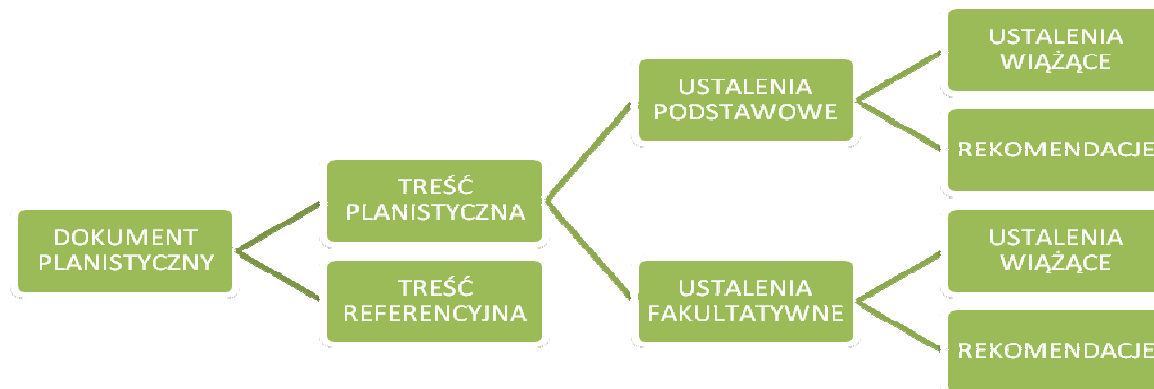 DOKUMENT
PLANISTYCZNY
TREŚĆ
PLANISTYCZNA
TREŚĆ
REFERENCYJNA
USTALENIA
PODSTAWOWE
USTALENIA
FAKULTATYWNE
USTALENIA
WIĄŻĄCE
REKOMENDACJE
USTALENIA
WIĄŻĄCE
REKOMENDACJE